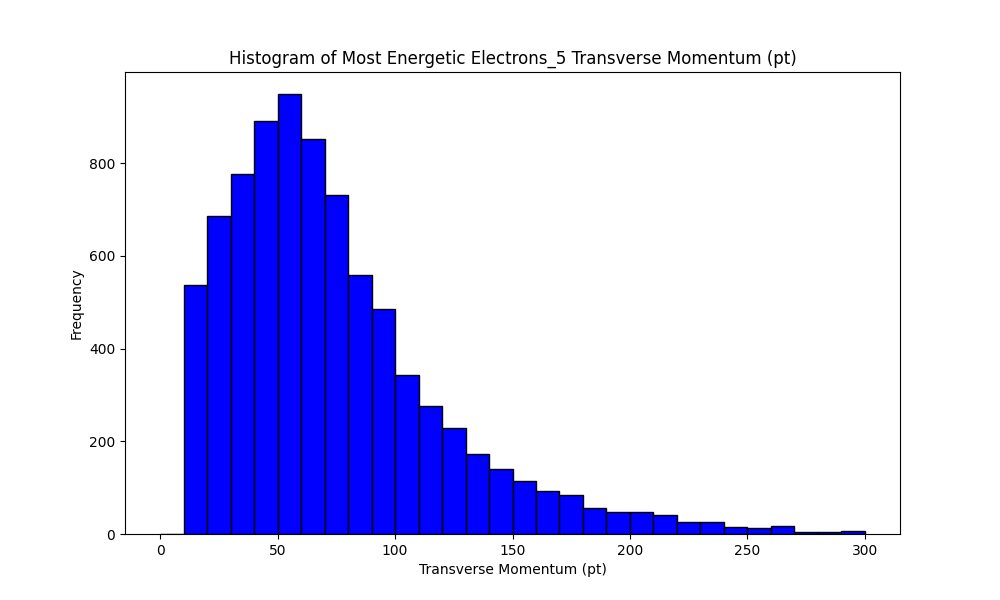 Histogram of Most Energetic Electrons_5 Transverse Momentum (pt)
800
600
400
200
0
Frequency
0 50 100 150 200 250 300
Transverse Momentum (pt)